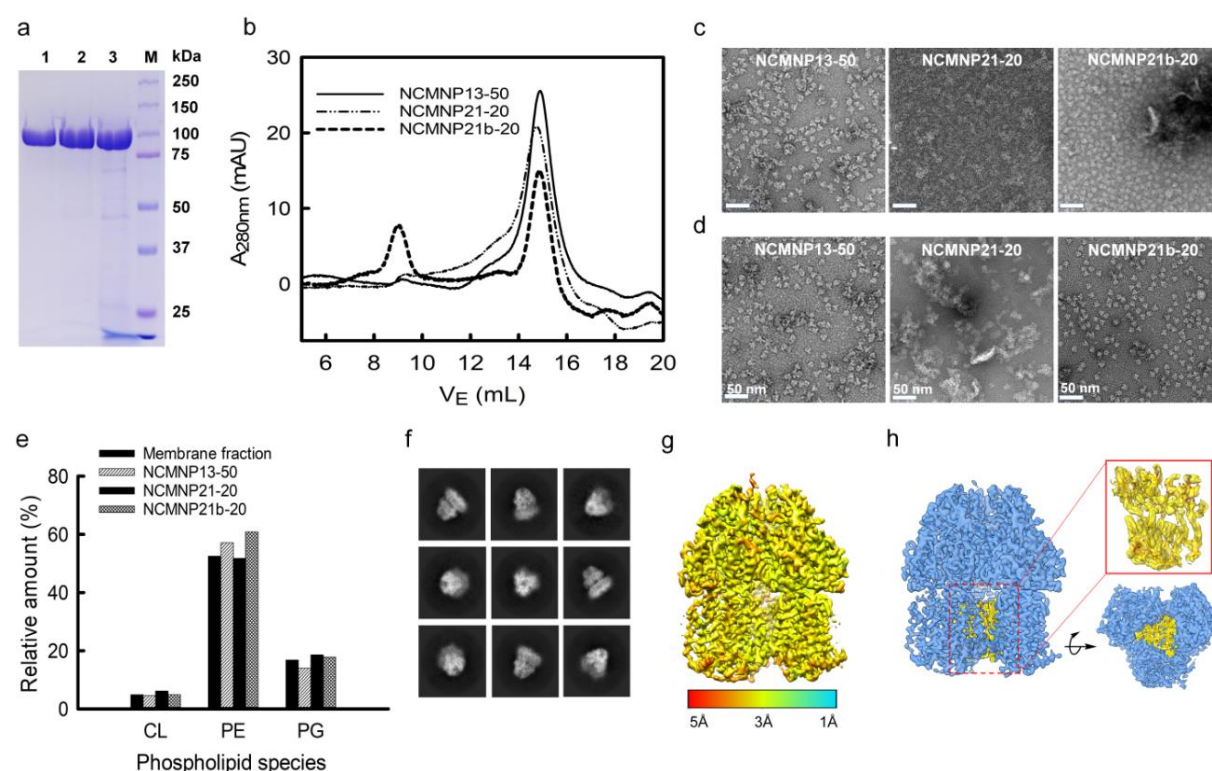 a
1 2 3 M kDa
250
150
100
75
50
37
25
b
30
20
10
0
A280nm (mAU)
NCMNP13-50
NCMNP21-20
NCMNP21b-20
4 6 8 10 12 14 16 18 20
VE (mL)
c
NCMNP13-50 NCMNP21-20 NCMNP21b-20
d
NCMNP13-50 NCMNP21-20 NCMNP21b-20
50 nm 50 nm 50 nm
e
Membrane fraction
NCMNP13-50
NCMNP21-20
NCMNP21b-20
80
60
40
20
0
Relative amount (%)
CL PE PG
Phospholipid species
f
g
5Å 3Å 1Å
h